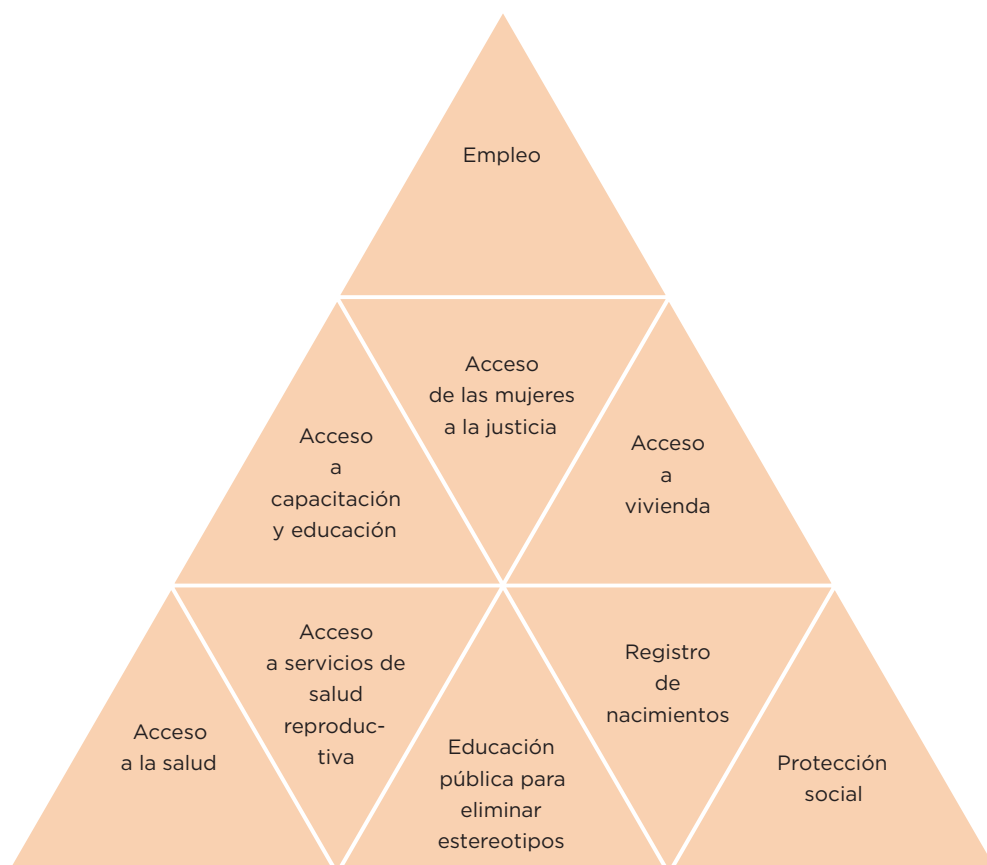 Empleo
Acceso
de las mujeres
a la justicia
Acceso
a
capacitación
y educación
Acceso
a
vivienda
Acceso
a servicios de
salud
reproduc-
tiva
Registro
de
nacimientos
Acceso
a la salud
Educación
pública para
eliminar
estereotipos
Protección
social